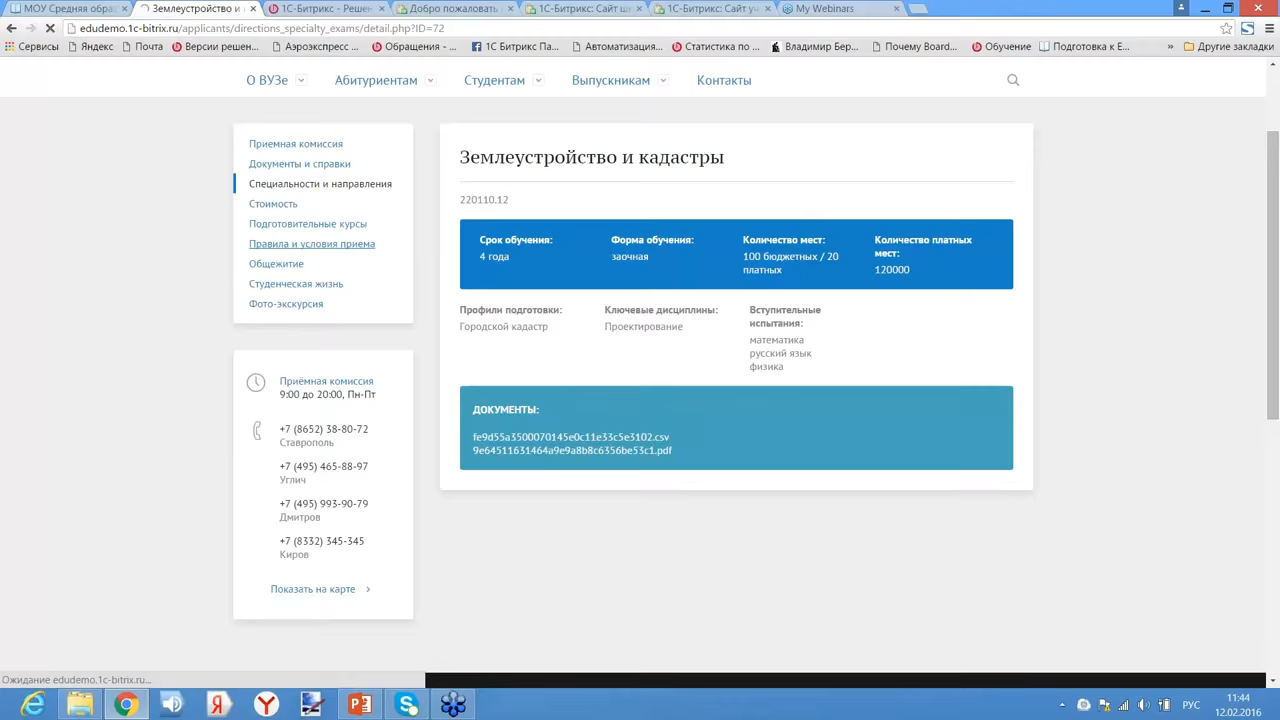 МОУ Средняя образ
Землеустройство и
1С-Битрикс - Решен
Добро пожаловать
1С-Битрикс: Сайт ш
1С-Битрикс: Сайт уч
My Webinars
edudemo.1c-bitrix.ru/applicants/directions_specialty_exams/detail.php?ID=72
Сервисы
Яндекс
Почта
Версии решен...
Аэроэкспресс ...
Обращения - ...
1С Битрикс Па...
Автоматизация...
Статистика по ...
Владимир Бер...
Почему Board...
Обучение
Подготовка к Е...
»
Другие закладки
О ВУЗе
Абитуриентам
Студентам
Выпускникам
Контакты
Приемная комиссия
Документы и справки
Специальности и направления
Стоимость
Подготовительные курсы
Правила и условия приема
Общежитие
Студенческая жизнь
Фото-экскурсия
Приёмная комиссия
9:00 до 20:00, Пн-Пт
+7 (8652) 38-80-72
Ставрополь
+7 (495) 465-88-97
Углич
+7 (495) 993-90-79
Дмитров
+7 (8332) 345-345
Киров
Показать на карте
Землеустройство и кадастры
220110.12
Срок обучения:
4 года
Форма обучения:
заочная
Количество мест:
100 бюджетных / 20
платных
Количество платных
мест:
120000
Профили подготовки:
Городской кадастр
Ключевые дисциплины:
Проектирование
Вступительные
испытания:
математика
русский язык
физика
ДОКУМЕНТЫ:
fe9d55a3500070145e0c11e33c5e3102.csv
9e64511631464a9e9a8b8c6356be53c1.pdf
Ожидание edudemo.1c-bitrix.ru...
РУС
11:44
12.02.2016